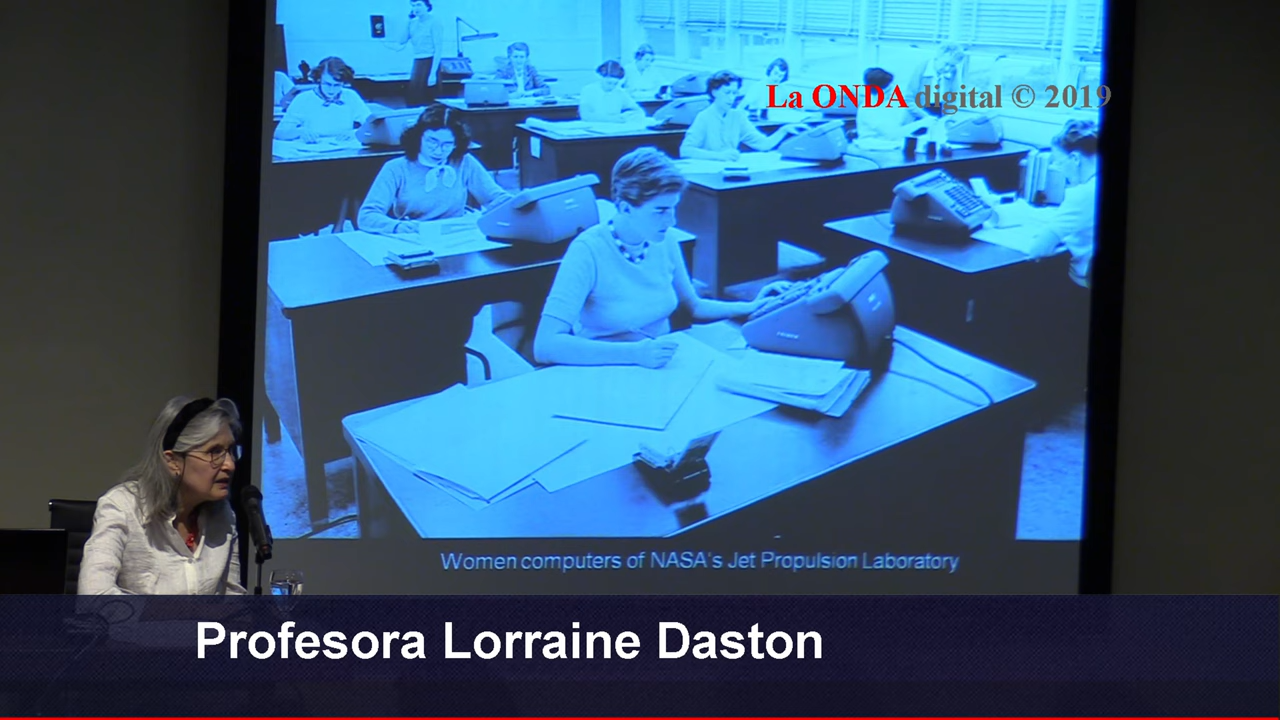 La ONDA digital © 2019
Women computers of NASA's Jet Propulsion Laboratory
Profesora Lorraine Daston